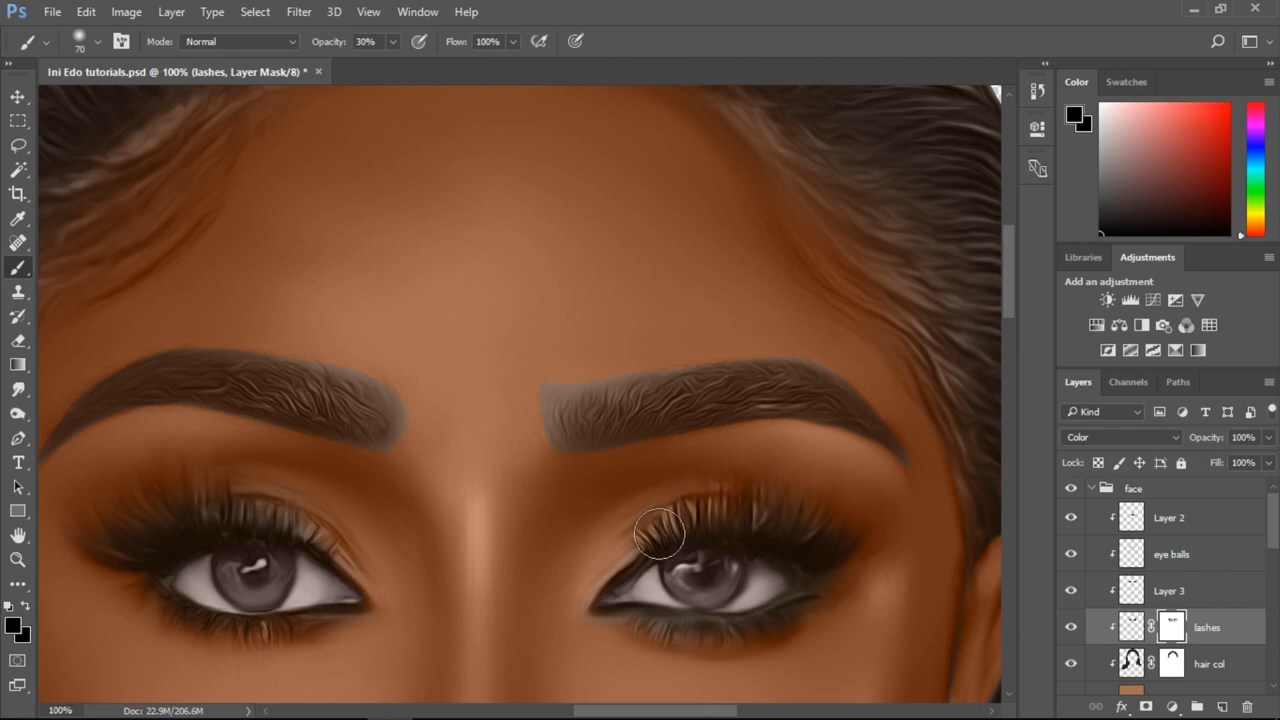 Ps File Edit Image Layer Type Select Filter 3D View Window Help
70 Mode: Normal Opacity: 30% Flow: 100%
Ini Edo tutorials.psd @ 100% (lashes, Layer Mask/8) * ×
Color Swatches
Libraries Adjustments
Add an adjustment
Layers Channels Paths
Kind
Color Opacity: 100%
Lock: Fill: 100%
face
Layer 2
eye balls
Layer 3
lashes
hair col
100% Doc: 22.9M/206.6M